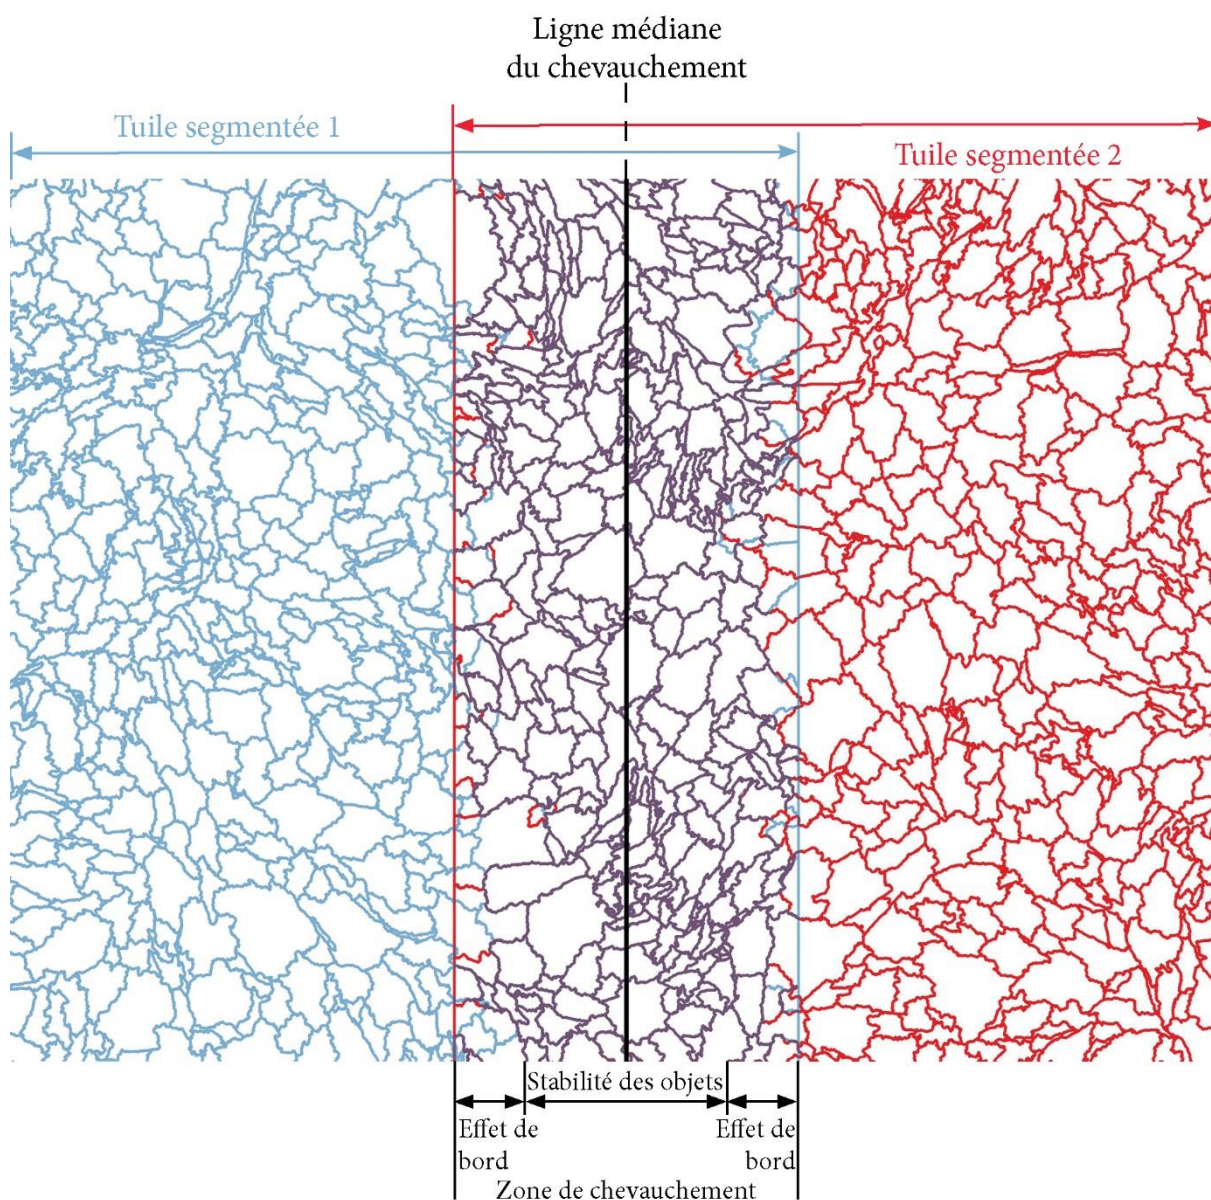 Ligne médiane
du chevauchement
Tuile segmentée 1
Tuile segmentée 2
Stabilité des objets
Effet de
bord
Effet de
bord
Zone de chevauchement